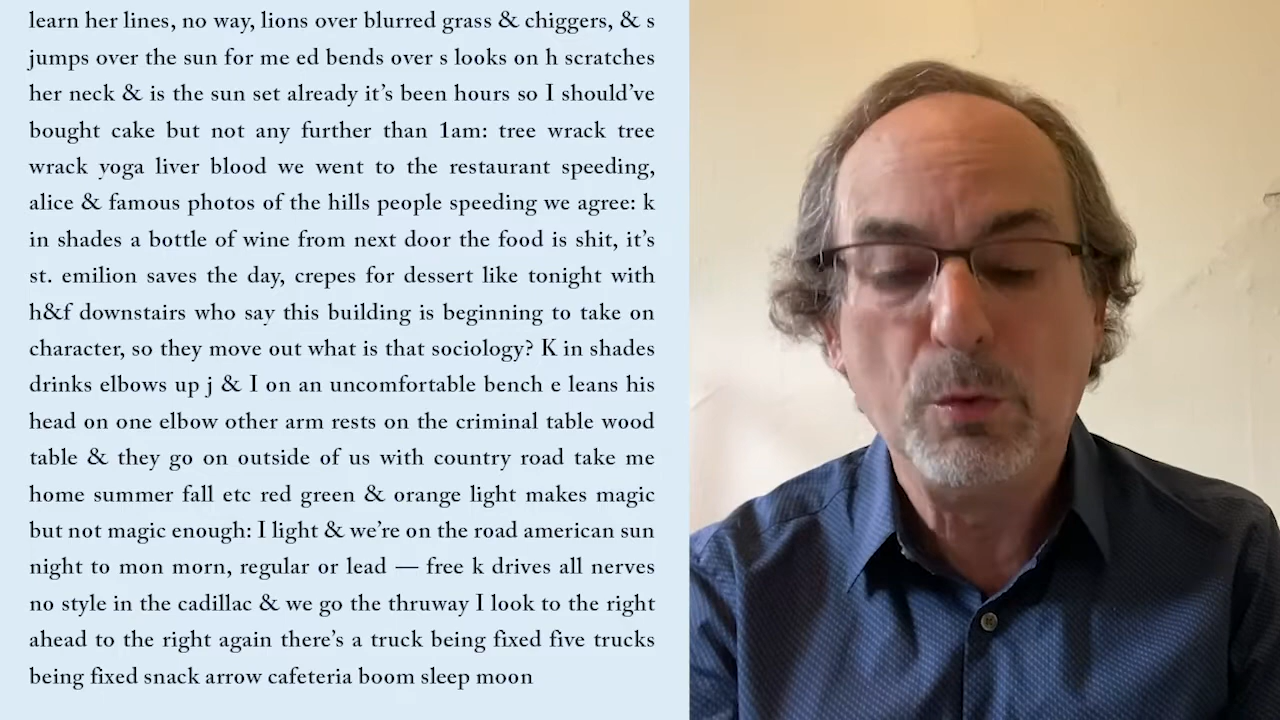 learn her lines, no way, lions over blurred grass & chiggers, & s
jumps over the sun for me ed bends over s looks on h scratches
her neck & is the sun set already it’s been hours so I should’ve
bought cake but not any further than 1am: tree wrack tree
wrack yoga liver blood we went to the restaurant speeding,
alice & famous photos of the hills people speeding we agree: k
in shades a bottle of wine from next door the food is shit, it’s
st. emilion saves the day, crepes for dessert like tonight with
h&f downstairs who say this building is beginning to take on
character, so they move out what is that sociology? K in shades
drinks elbows up j & I on an uncomfortable bench e leans his
head on one elbow other arm rests on the criminal table wood
table & they go on outside of us with country road take me
home summer fall etc red green & orange light makes magic
but not magic enough: I light & we’re on the road american sun
night to mon morn, regular or lead — free k drives all nerves
no style in the cadillac & we go the thruway I look to the right
ahead to the right again there’s a truck being fixed five trucks
being fixed snack arrow cafeteria boom sleep moon